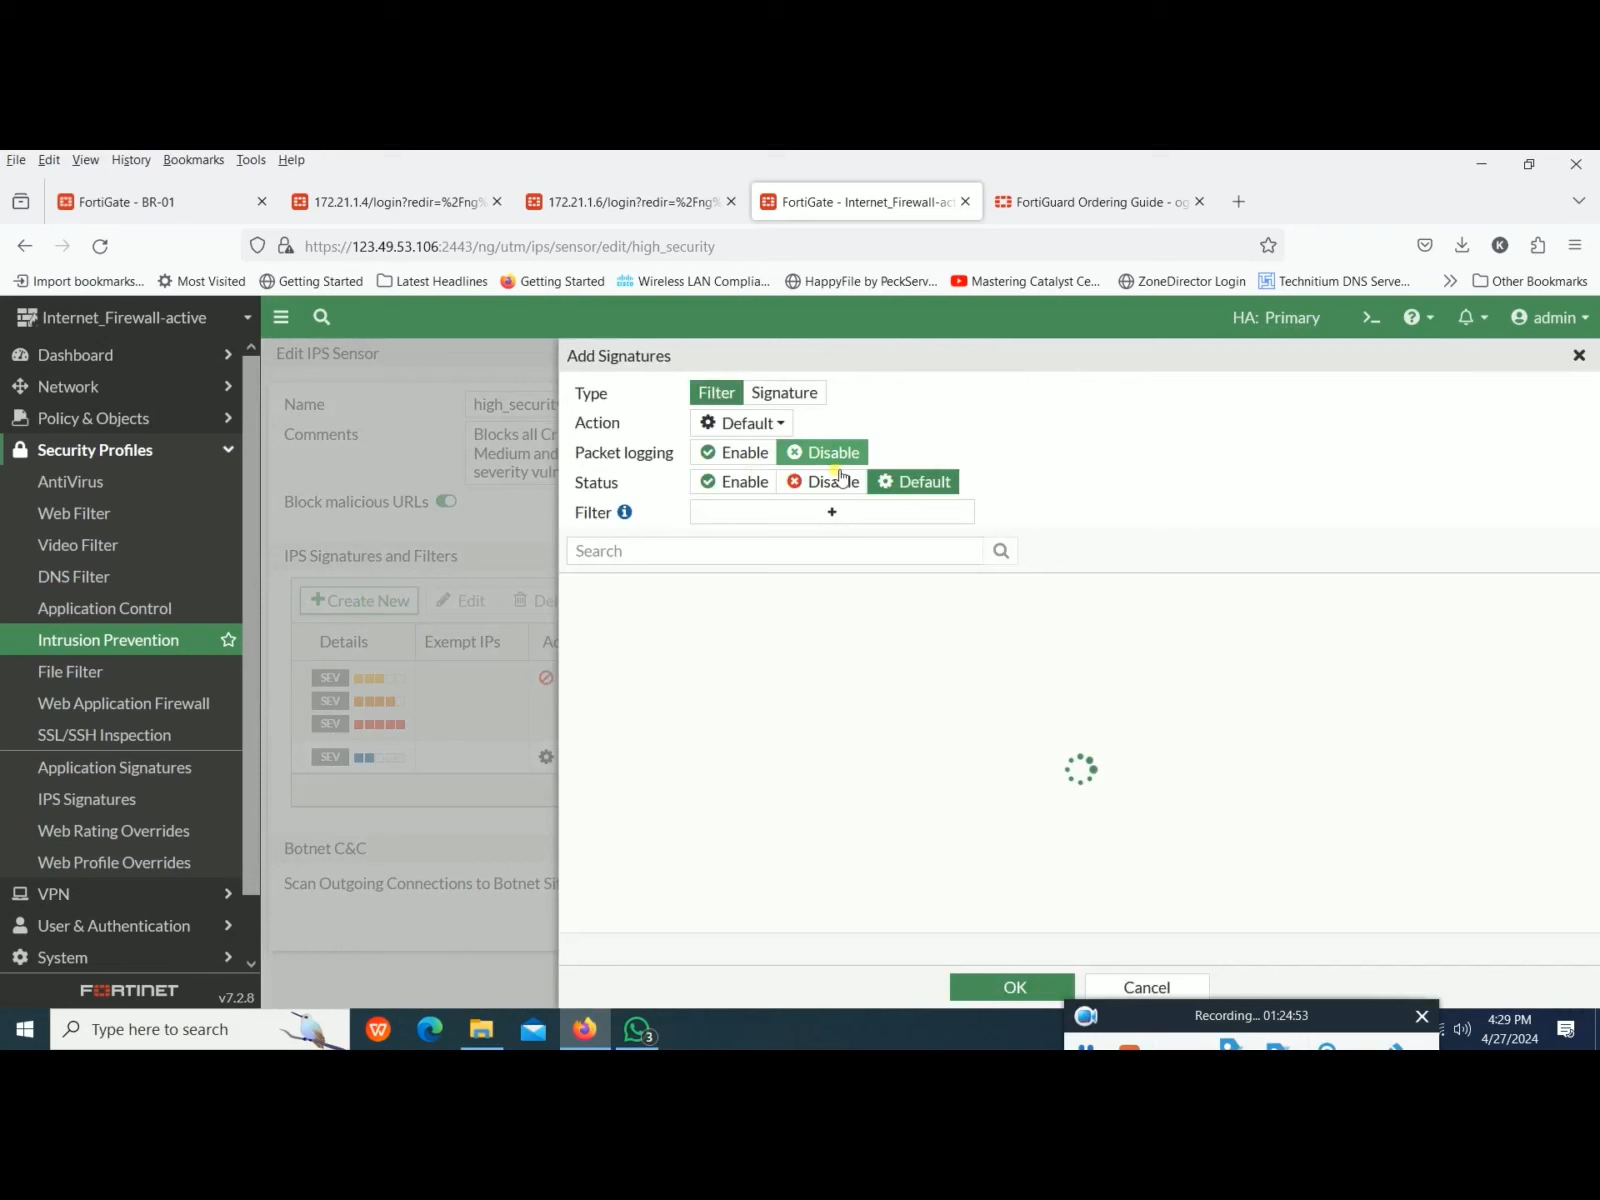 File Edit View History Bookmarks Tools Help
FortiGate - BR-01
172.21.1.4/login?redir=%2Fng%
172.21.1.6/login?redir=%2Fng%
FortiGate - Internet_Firewall-act
FortiGuard Ordering Guide - og
https://123.49.53.106:2443/ng/utm/ips/sensor/edit/high_security
K
Import bookmarks... Most Visited Getting Started Latest Headlines Getting Started Wireless LAN Complia... HappyFile by PeckServ... Mastering Catalyst Ce... ZoneDirector Login Technitium DNS Serve... Other Bookmarks
Internet_Firewall-active
HA: Primary
admin
Dashboard
Network
Policy & Objects
Security Profiles
AntiVirus
Web Filter
Video Filter
DNS Filter
Application Control
Intrusion Prevention
File Filter
Web Application Firewall
SSL/SSH Inspection
Application Signatures
IPS Signatures
Web Rating Overrides
Web Profile Overrides
VPN
User & Authentication
System
FORTINET
v7.2.8
Edit IPS Sensor
Name high_security
Comments Blocks all Cr
Medium and
severity vuln
Block malicious URLs
IPS Signatures and Filters
Create New Edit Del
Details Exempt IPs Ac
SEV
SEV
SEV
SEV
Botnet C&C
Scan Outgoing Connections to Botnet Sit
Add Signatures
Type Filter Signature
Action Default
Packet logging Enable Disable
Status Enable Disable Default
Filter +
Search
OK Cancel
Type here to search
3
Recording... 01:24:53
4:29 PM
4/27/2024